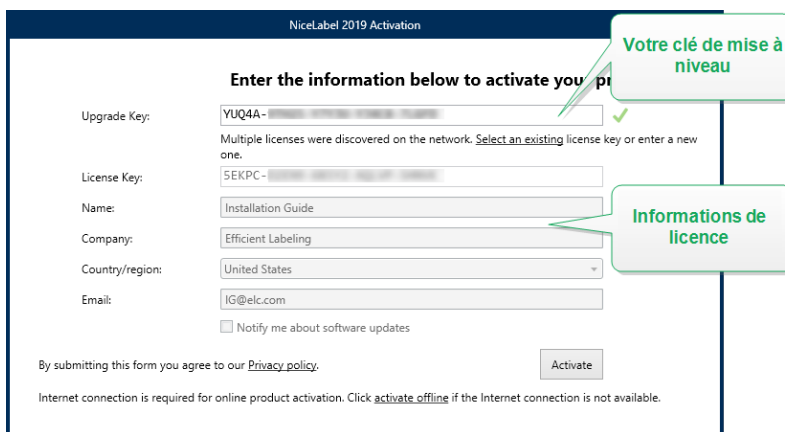 NiceLabel 2019 Activation
Votre clé de mise à
niveau
Enter the information below to activate your pr
Upgrade Key:
YUQ4A-
Multiple licenses were discovered on the network. Select an existing license key or enter a new
one.
License Key:
5EKPC-
Name:
Installation Guide
Company:
Efficient Labeling
Informations de
licence
Country/region:
United States
Email:
IG@elc.com
Notify me about software updates
By submitting this form you agree to our Privacy policy.
Activate
Internet connection is required for online product activation. Click activate offline if the Internet connection is not available.